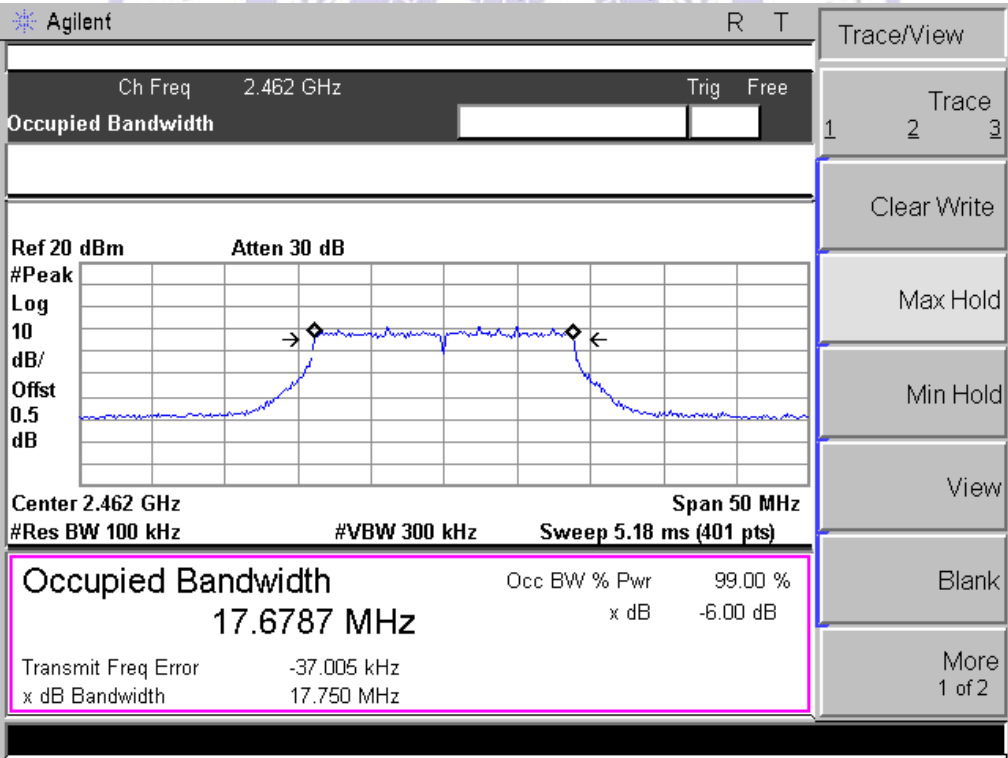 Agilent R T
Trace/View
Ch Freq 2.462 GHz Trig Free
Occupied Bandwidth
Trace
1 2 3
Clear Write
Ref 20 dBm Atten 30 dB
#Peak
Log
10
dB/
Offst
0.5
dB
Max Hold
Min Hold
View
Center 2.462 GHz Span 50 MHz
#Res BW 100 kHz #VBW 300 kHz Sweep 5.18 ms (401 pts)
Occupied Bandwidth
17.6787 MHz
Occ BW % Pwr 99.00 %
x dB -6.00 dB
Transmit Freq Error -37.005 kHz
x dB Bandwidth 17.750 MHz
Blank
More
1 of 2